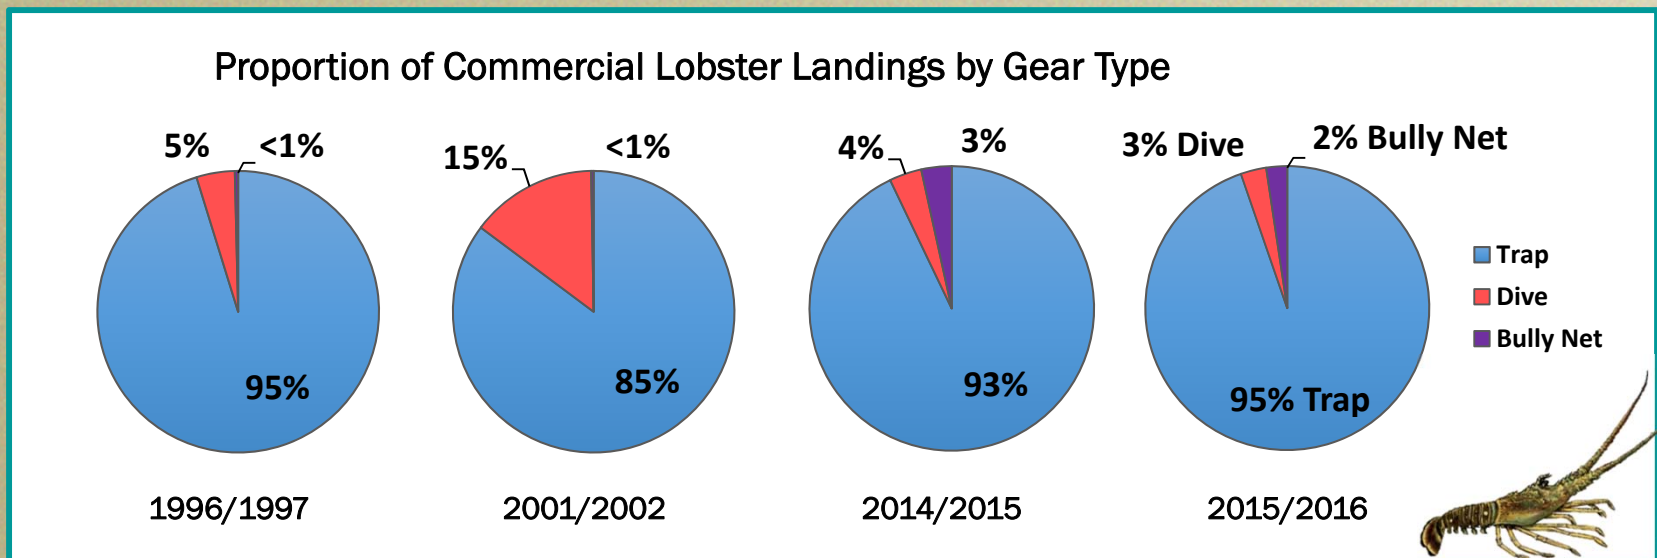 Proportion of Commercial Lobster Landings by Gear Type
5% <1%
95%
1996/1997
15% <1%
85%
2001/2002
4% 3%
93%
2014/2015
3% Dive 2% Bully Net
95% Trap
2015/2016
Trap
Dive
Bully Net